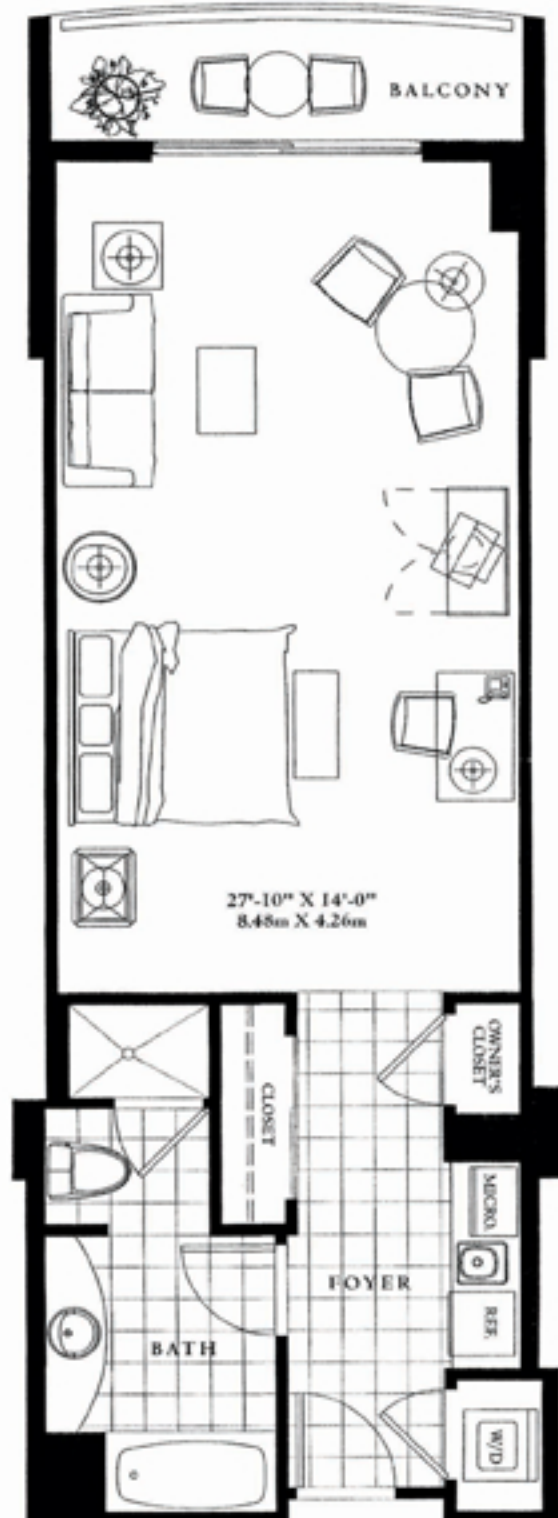 BALCONY
27'-10" X 14'-0"
8.48m X 4.26m
OWNER'S
CLOSET
CLOSET
MICRO.
FOYER
REF.
BATH
W/D